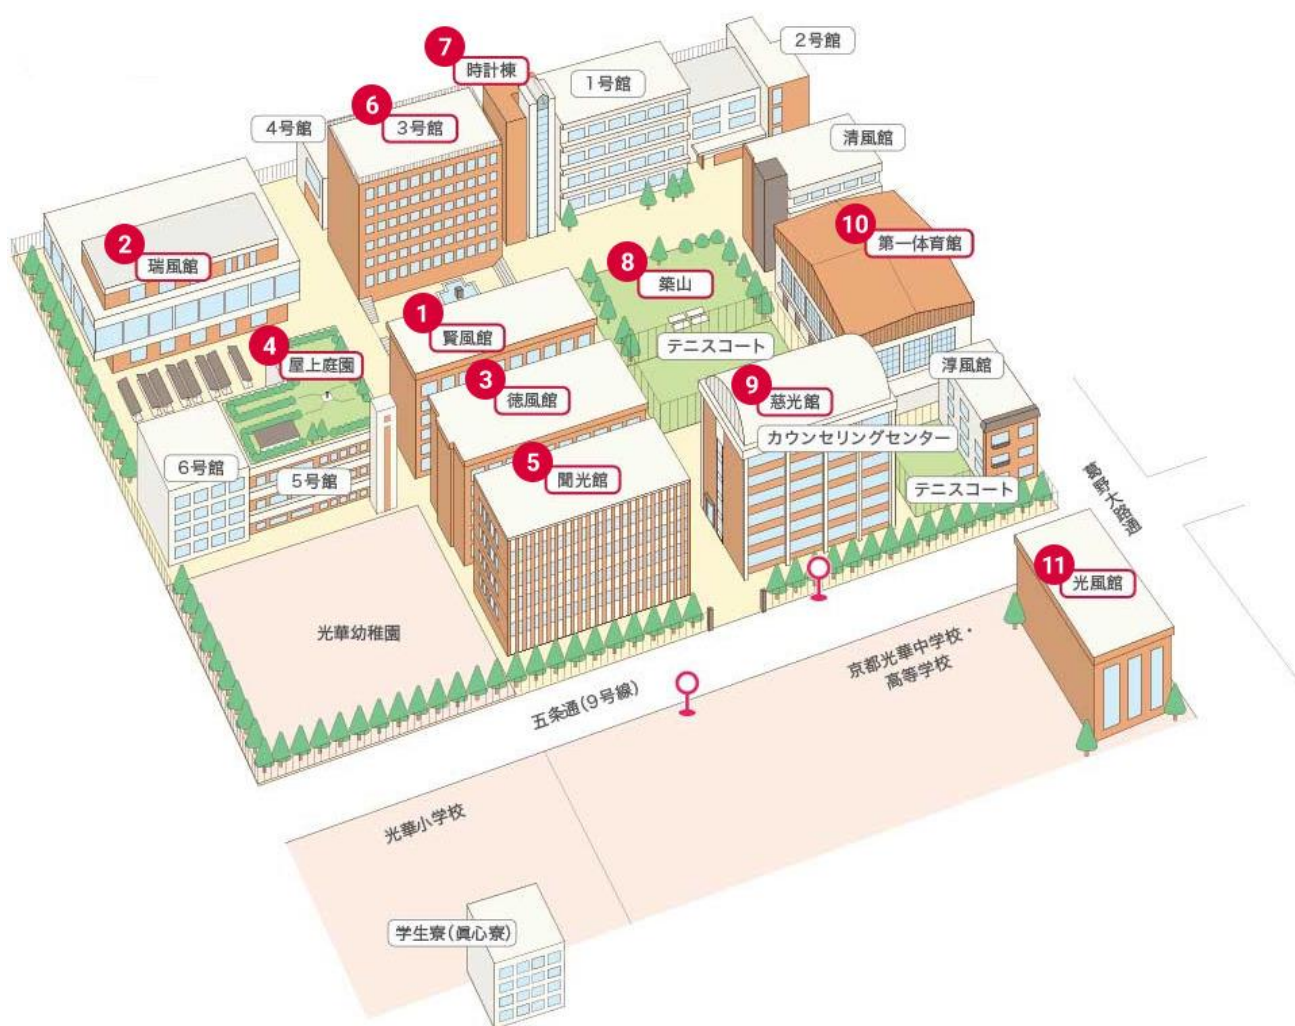 2号館
7
時計棟
1号館
6
3号館
4号館
清風館
2
瑞風館
10
第一体育館
8
築山
1
賢風館
テニスコート
4
屋上庭園
3
徳風館
9
慈光館
淳風館
カウンセリングセンター
6号館
5号館
5
聞光館
テニスコート
葛野大路通
11
光風館
光華幼稚園
京都光華中学校・
高等学校
五条通(9号線)
光華小学校
学生寮(眞心寮)